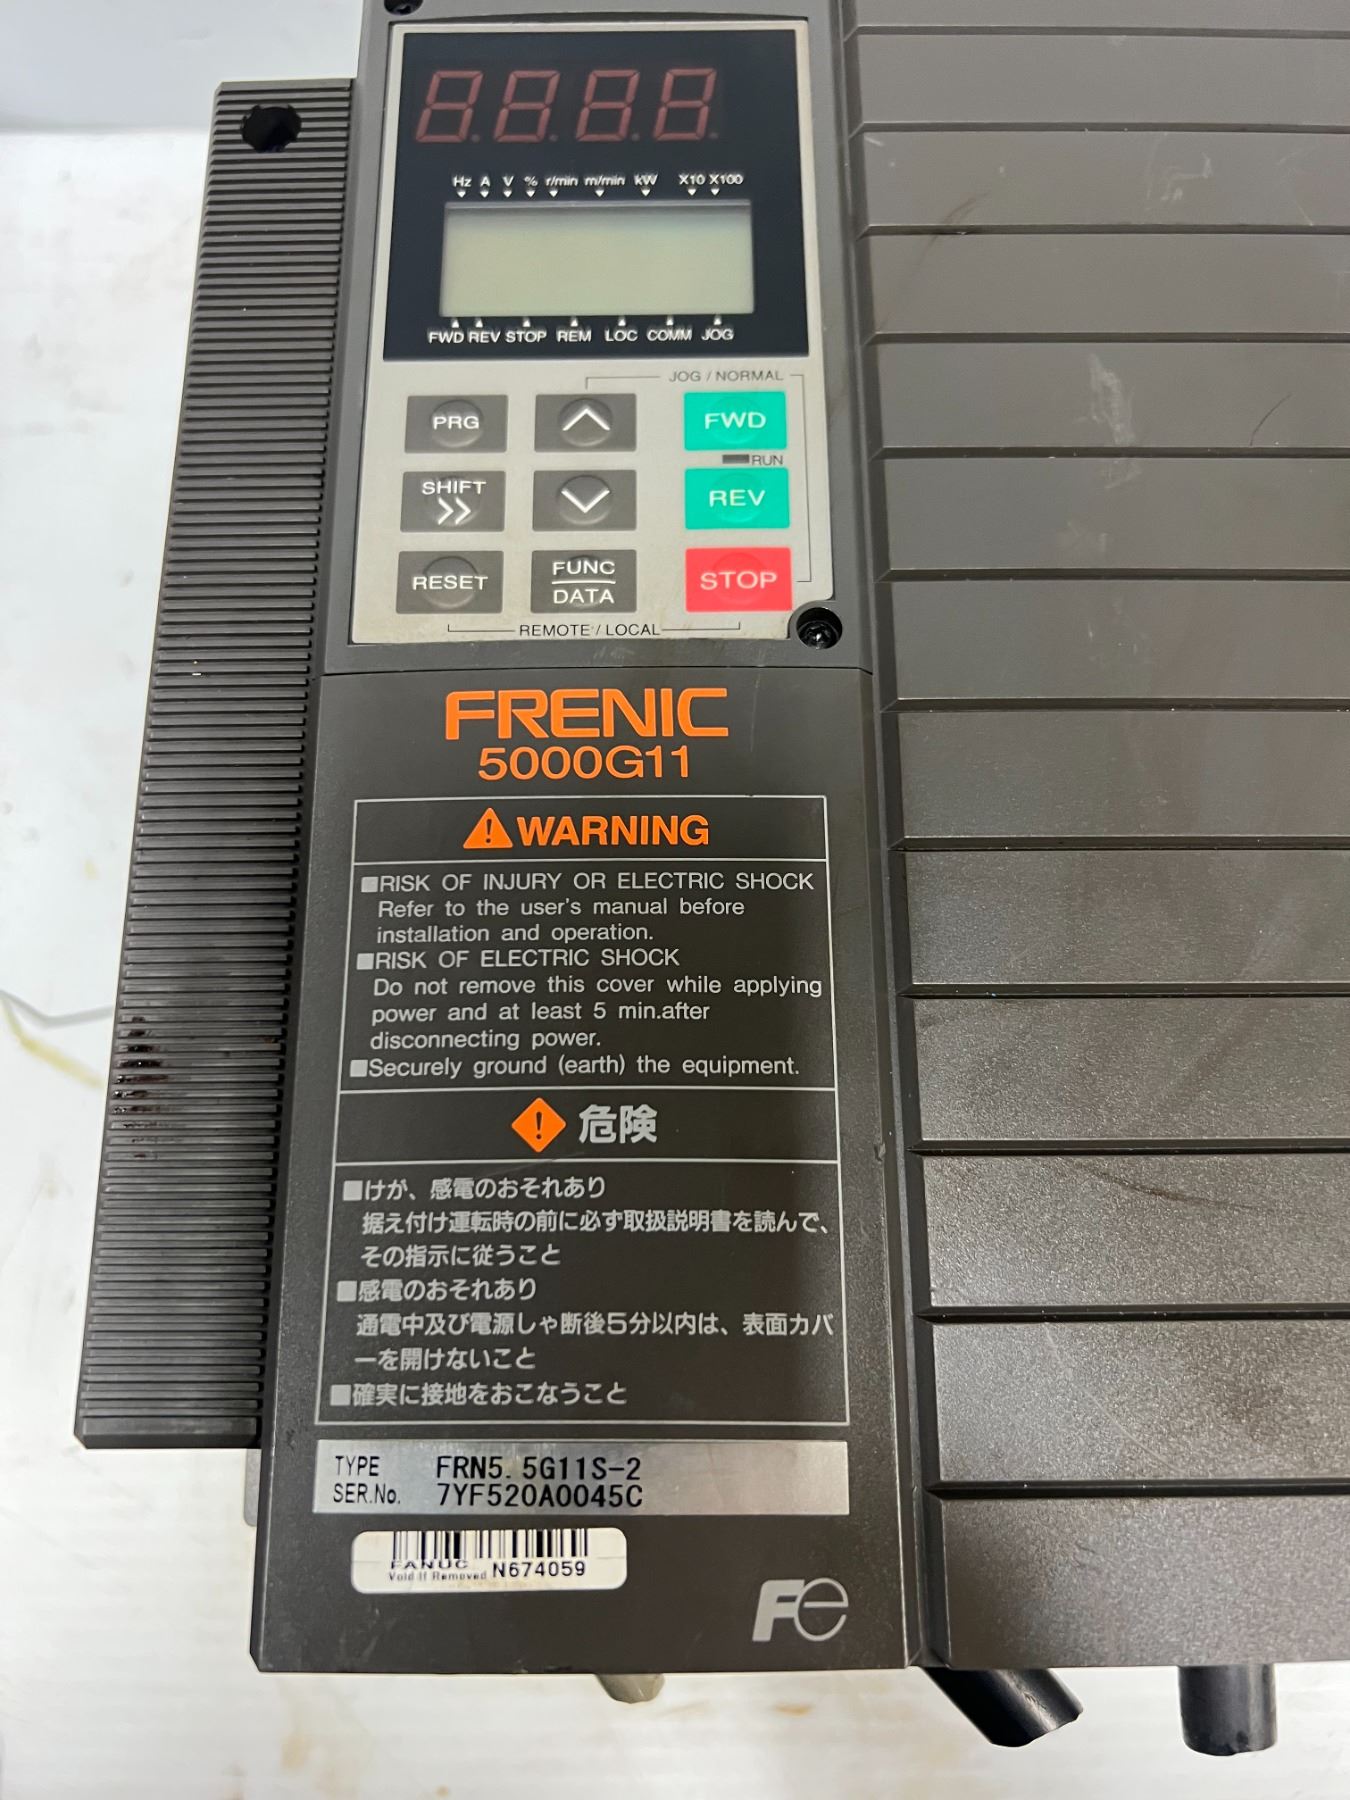 8.8.8.8.
Hz A V % r/min m/min kW X10 X100
FWD REV STOP REM LOC COMM JOG
JOG / NORMAL
PRG
FWD
RUN
SHIFT
REV
RESET
FUNC
DATA
STOP
REMOTE / LOCAL
FRENIC
5000G11
WARNING
■RISK OF INJURY OR ELECTRIC SHOCK
Refer to the user's manual before
installation and operation.
■RISK OF ELECTRIC SHOCK
Do not remove this cover while applying
power and at least 5 min.after
disconnecting power.
■Securely ground (earth) the equipment.
危険
■けが、感電のおそれあり
据え付け運転時の前に必ず取扱説明書を読んで、
その指示に従うこと
■感電のおそれあり
通電中及び電源しゃ断後5分以内は、表面カバ
ーを開けないこと
■確実に接地をおこなうこと
TYPE FRN5.5G11S-2
SER.No. 7YF520A0045C
FANUC
Void If Removed N674059
Fe